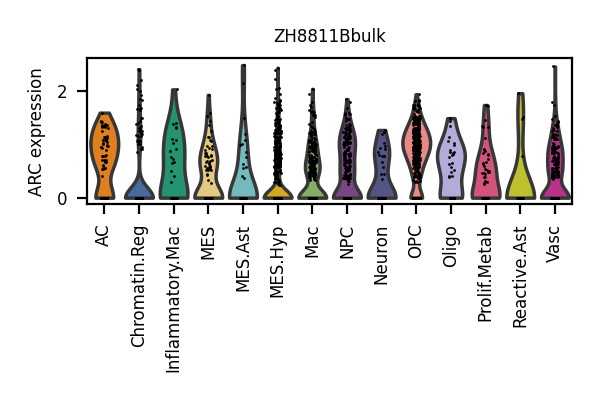 ZH8811Bbulk
ARC expression
2
0
AC
Chromatin.Reg
Inflammatory.Mac
MES
MES.Ast
MES.Hyp
Mac
NPC
Neuron
OPC
Oligo
Prolif.Metab
Reactive.Ast
Vasc